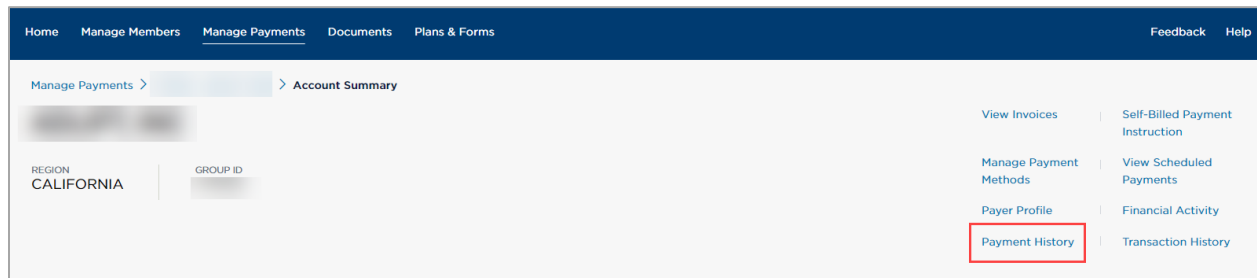 Home Manage Members Manage Payments Documents Plans & Forms Feedback Help
Manage Payments > > Account Summary
View Invoices Self-Billed Payment
Instruction
REGION GROUP ID
CALIFORNIA
Manage Payment View Scheduled
Methods Payments
Payer Profile Financial Activity
Payment History Transaction History